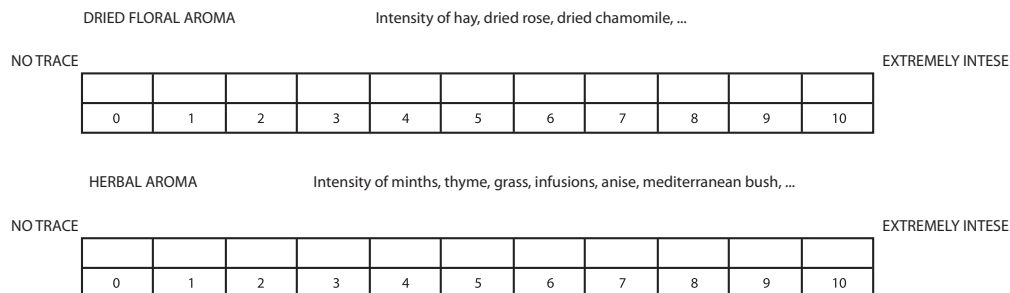 DRIED FLORAL AROMA Intensity of hay, dried rose, dried chamomile, ...
NO TRACE EXTREMELY INTESE
0 1 2 3 4 5 6 7 8 9 10
HERBAL AROMA Intensity of minths, thyme, grass, infusions, anise, mediterranean bush, ...
NO TRACE EXTREMELY INTESE
0 1 2 3 4 5 6 7 8 9 10